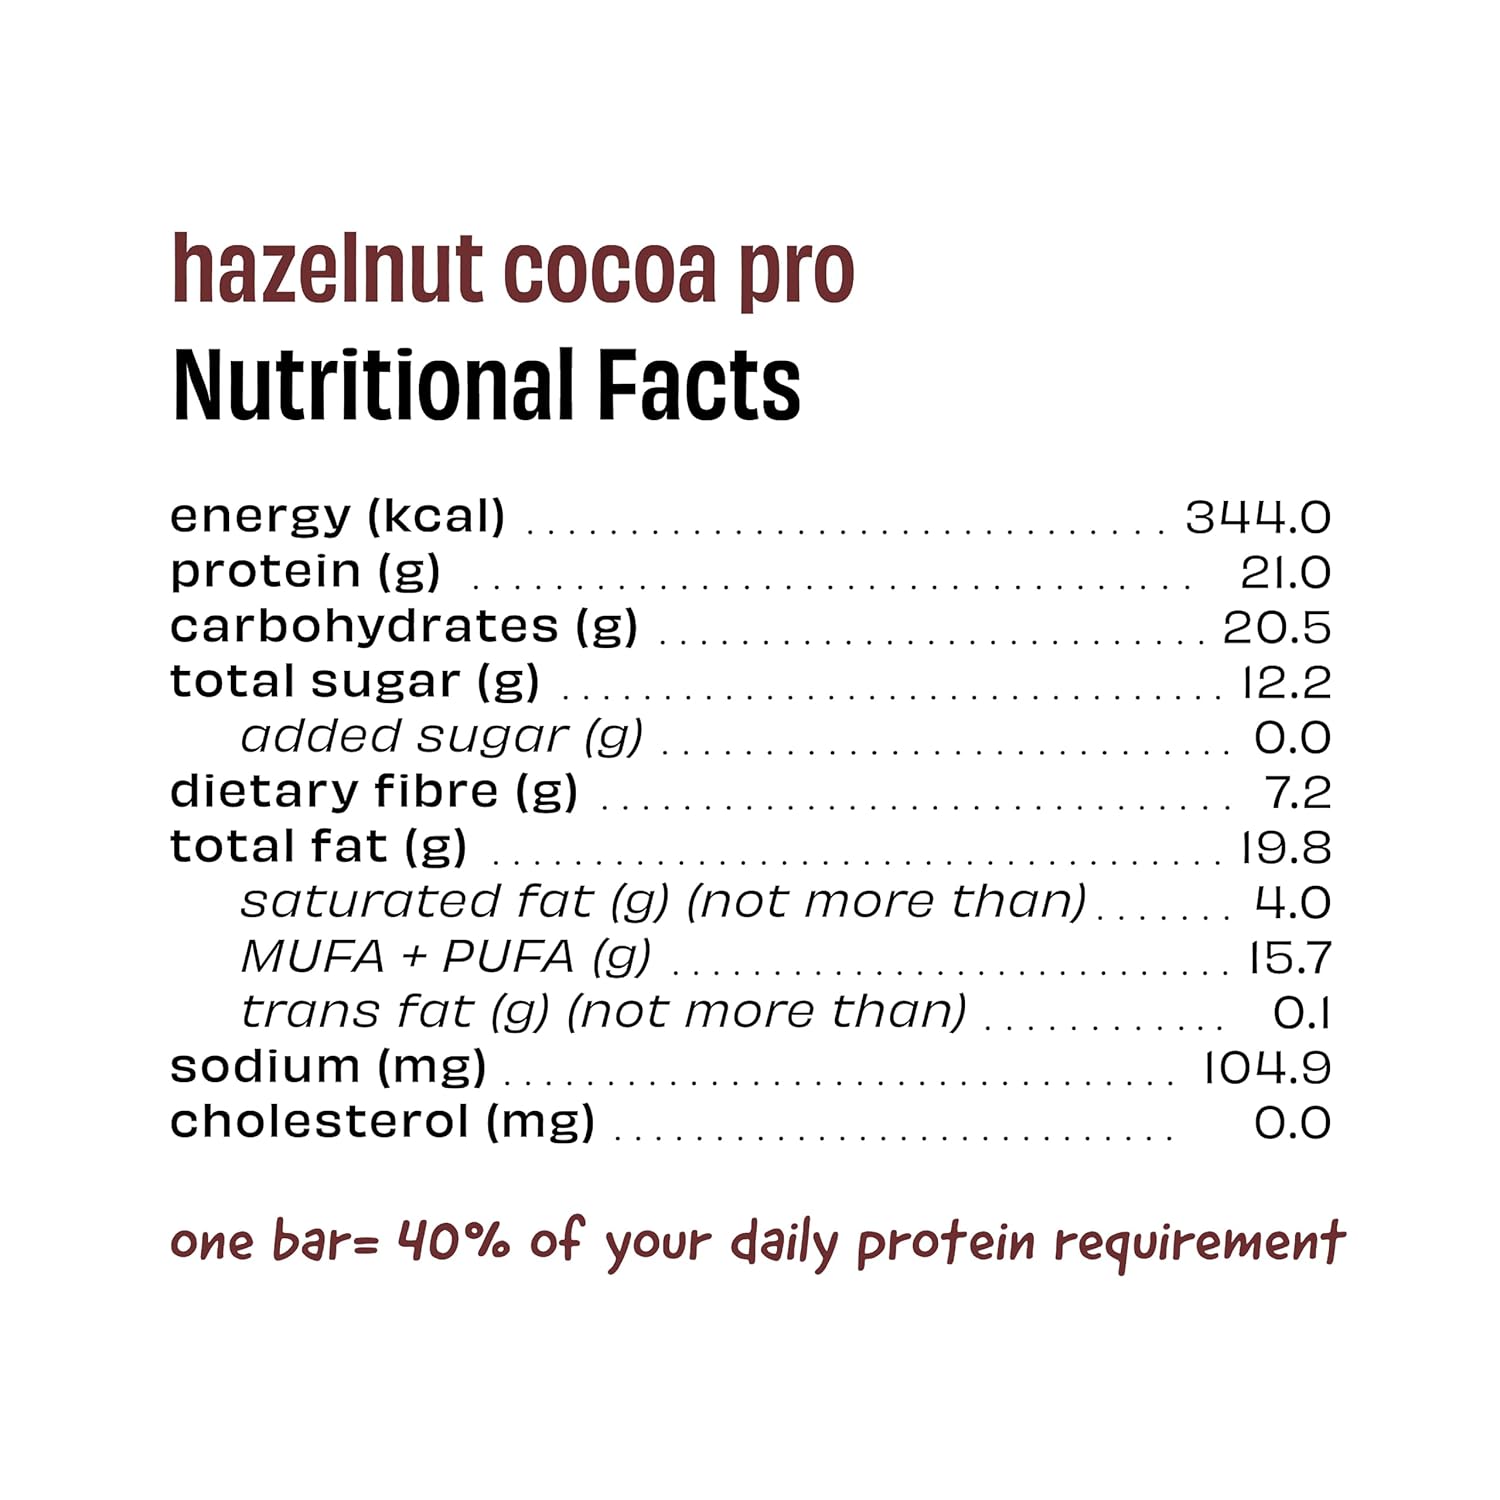 hazelnut cocoa pro
Nutritional Facts
energy (kcal) ................................ 344.0
protein (g) ................................... 21.0
carbohydrates (g) ........................... 20.5
total sugar (g) ................................. 12.2
added sugar (g) ............................ 0.0
dietary fibre (g) ............................... 7.2
total fat (g) .................................... 19.8
saturated fat (g) (not more than) ....... 4.0
MUFA + PUFA (g) ........................... 15.7
trans fat (g) (not more than) ............ 0.1
sodium (mg) ................................. 104.9
cholesterol (mg) ............................ 0.0
one bar= 40% of your daily protein requirement